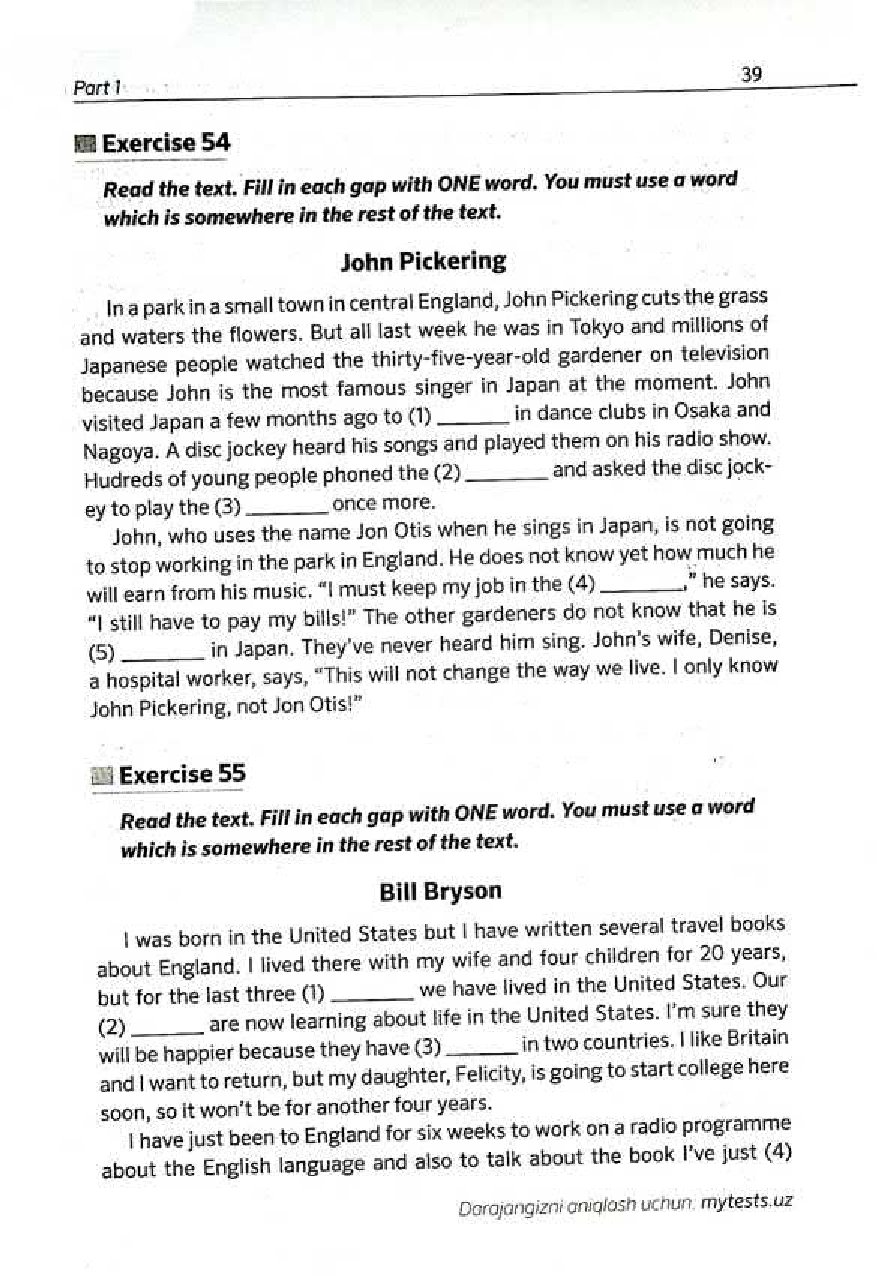 Part 1
39
Exercise 54
Read the text. Fill in each gap with ONE word. You must use a word
which is somewhere in the rest of the text.
John Pickering
In a park in a small town in central England, John Pickering cuts the grass
and waters the flowers. But all last week he was in Tokyo and millions of
Japanese people watched the thirty-five-year-old gardener on television
because John is the most famous singer in Japan at the moment. John
visited Japan a few months ago to (1) ______ in dance clubs in Osaka and
Nagoya. A disc jockey heard his songs and played them on his radio show.
Hudreds of young people phoned the (2) _______ and asked the disc jock-
ey to play the (3) _______ once more.
John, who uses the name Jon Otis when he sings in Japan, is not going
to stop working in the park in England. He does not know yet how much he
will earn from his music. “I must keep my job in the (4) _______,” he says.
“I still have to pay my bills!” The other gardeners do not know that he is
(5) _______ in Japan. They’ve never heard him sing. John’s wife, Denise,
a hospital worker, says, “This will not change the way we live. I only know
John Pickering, not Jon Otis!”
Exercise 55
Read the text. Fill in each gap with ONE word. You must use a word
which is somewhere in the rest of the text.
Bill Bryson
I was born in the United States but I have written several travel books
about England. I lived there with my wife and four children for 20 years,
but for the last three (1) _______ we have lived in the United States. Our
(2) ______ are now learning about life in the United States. I’m sure they
will be happier because they have (3) ______ in two countries. I like Britain
and I want to return, but my daughter, Felicity, is going to start college here
soon, so it won’t be for another four years.
I have just been to England for six weeks to work on a radio programme
about the English language and also to talk about the book I’ve just (4)
Darajangizni aniqlash uchun: mytests.uz